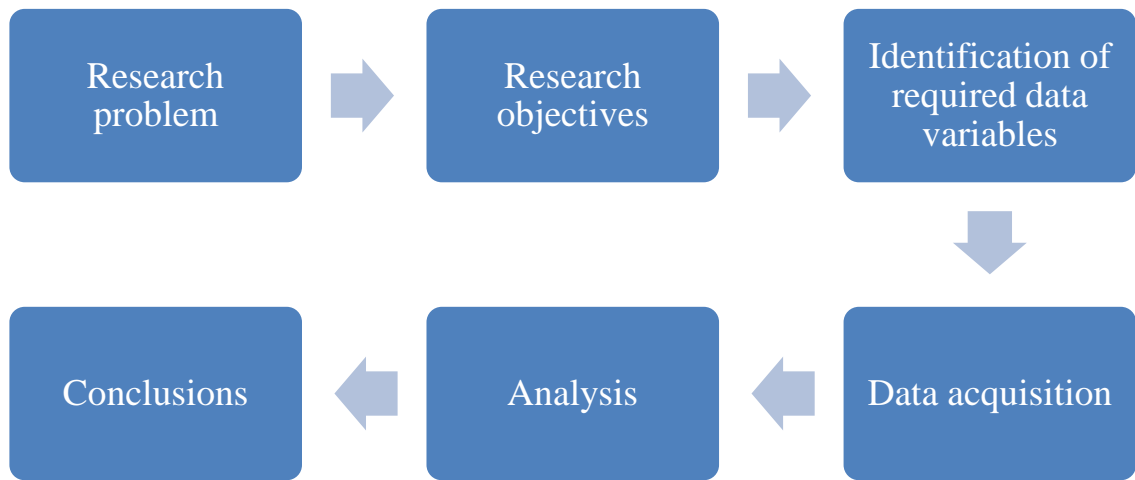 Research
problem
Research
objectives
Identification of
required data
variables
Data acquisition
Analysis
Conclusions